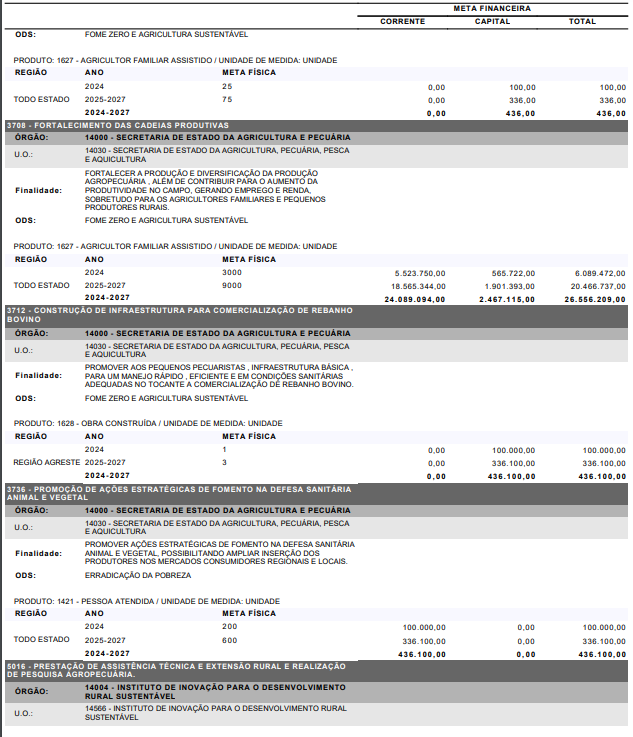 META FINANCEIRA
CORRENTE CAPITAL TOTAL
ODS: FOME ZERO E AGRICULTURA SUSTENTÁVEL
PRODUTO: 1627 - AGRICULTOR FAMILIAR ASSISTIDO / UNIDADE DE MEDIDA: UNIDADE
REGIÃO ANO META FÍSICA
2024 25 0,00 100,00 100,00
TODO ESTADO 2025-2027 75 0,00 336,00 336,00
2024-2027 0,00 436,00 436,00
3708 - FORTALECIMENTO DAS CADEIAS PRODUTIVAS
ÓRGÃO: 14000 - SECRETARIA DE ESTADO DA AGRICULTURA E PECUÁRIA
U.O.: 14030 - SECRETARIA DE ESTADO DA AGRICULTURA, PECUÁRIA, PESCA
E AQUICULTURA
Finalidade: FORTALECER A PRODUÇÃO E DIVERSIFICAÇÃO DA PRODUÇÃO
AGROPECUÁRIA , ALÉM DE CONTRIBUIR PARA O AUMENTO DA
PRODUTIVIDADE NO CAMPO, GERANDO EMPREGO E RENDA,
SOBRETUDO PARA OS AGRICULTORES FAMILIARES E PEQUENOS
PRODUTORES RURAIS.
ODS: FOME ZERO E AGRICULTURA SUSTENTÁVEL
PRODUTO: 1627 - AGRICULTOR FAMILIAR ASSISTIDO / UNIDADE DE MEDIDA: UNIDADE
REGIÃO ANO META FÍSICA
2024 3000 5.523.750,00 565.722,00 6.089.472,00
TODO ESTADO 2025-2027 9000 18.565.344,00 1.901.393,00 20.466.737,00
2024-2027 24.089.094,00 2.467.115,00 26.556.209,00
3712 - CONSTRUÇÃO DE INFRAESTRUTURA PARA COMERCIALIZAÇÃO DE REBANHO
BOVINO
ÓRGÃO: 14000 - SECRETARIA DE ESTADO DA AGRICULTURA E PECUÁRIA
U.O.: 14030 - SECRETARIA DE ESTADO DA AGRICULTURA, PECUÁRIA, PESCA
E AQUICULTURA
Finalidade: PROMOVER AOS PEQUENOS PECUARISTAS , INFRAESTRUTURA BÁSICA ,
PARA UM MANEJO RÁPIDO , EFICIENTE E EM CONDIÇÕES SANITÁRIAS
ADEQUADAS NO TOCANTE A COMERCIALIZAÇÃO DE REBANHO BOVINO.
ODS: FOME ZERO E AGRICULTURA SUSTENTÁVEL
PRODUTO: 1628 - OBRA CONSTRUÍDA / UNIDADE DE MEDIDA: UNIDADE
REGIÃO ANO META FÍSICA
2024 1 0,00 100.000,00 100.000,00
REGIÃO AGRESTE 2025-2027 3 0,00 336.100,00 336.100,00
2024-2027 0,00 436.100,00 436.100,00
3736 - PROMOÇÃO DE AÇÕES ESTRATÉGICAS DE FOMENTO NA DEFESA SANITÁRIA
ANIMAL E VEGETAL
ÓRGÃO: 14000 - SECRETARIA DE ESTADO DA AGRICULTURA E PECUÁRIA
U.O.: 14030 - SECRETARIA DE ESTADO DA AGRICULTURA, PECUÁRIA, PESCA
E AQUICULTURA
Finalidade: PROMOVER AÇÕES ESTRATÉGICAS DE FOMENTO NA DEFESA SANITÁRIA
ANIMAL E VEGETAL, POSSIBILITANDO AMPLIAR INSERÇÃO DOS
PRODUTORES NOS MERCADOS CONSUMIDORES REGIONAIS E LOCAIS.
ODS: ERRADICAÇÃO DA POBREZA
PRODUTO: 1421 - PESSOA ATENDIDA / UNIDADE DE MEDIDA: UNIDADE
REGIÃO ANO META FÍSICA
2024 200 100.000,00 0,00 100.000,00
TODO ESTADO 2025-2027 600 336.100,00 0,00 336.100,00
2024-2027 436.100,00 0,00 436.100,00
5016 - PRESTAÇÃO DE ASSISTÊNCIA TÉCNICA E EXTENSÃO RURAL E REALIZAÇÃO
DE PESQUISA AGROPECUÁRIA.
ÓRGÃO: 14004 - INSTITUTO DE INOVAÇÃO PARA O DESENVOLVIMENTO
RURAL SUSTENTÁVEL
U.O.: 14566 - INSTITUTO DE INOVAÇÃO PARA O DESENVOLVIMENTO RURAL
SUSTENTÁVEL